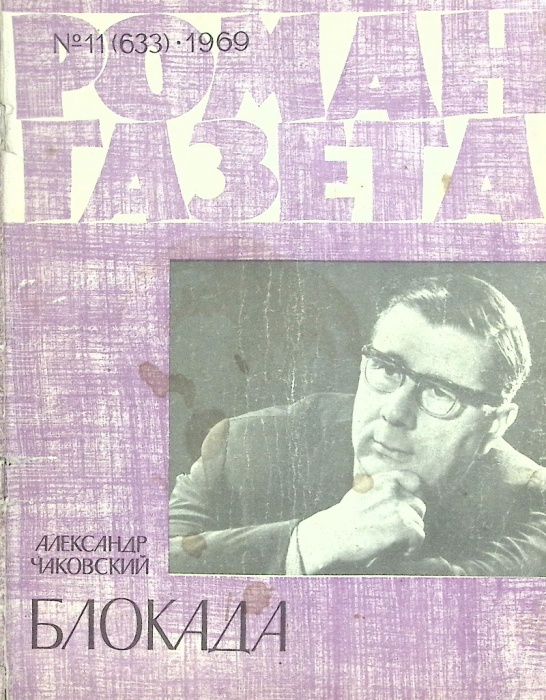 №11(633)·1969
РОМАН
ГАЗЕТА
АЛЕКСАНДР
ЧАКОВСКИЙ
БЛОКАДА